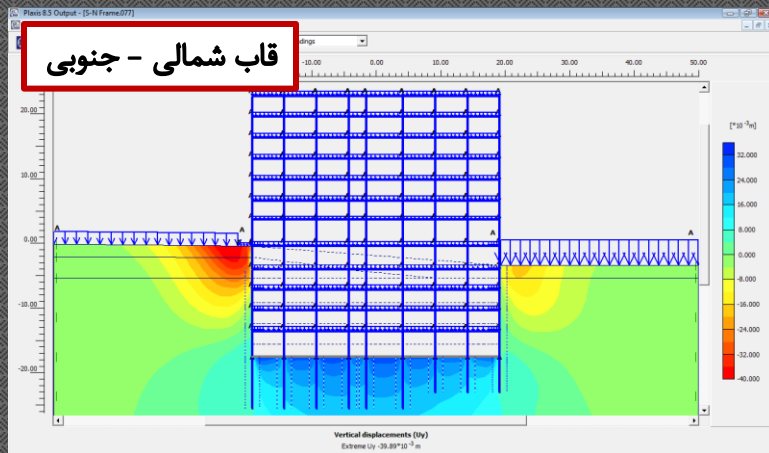 Plaxis 8.5 Output - [S-N Frame.077]
قاب شمالی - جنوبی
-10.00 0.00 10.00 20.00 30.00 40.00 50.00
[*10 -3 m]
20.00
10.00
0.00
-10.00
-20.00
A A A A A A A A A
A
A
A
32.000
24.000
16.000
8.000
0.000
-8.000
-16.000
-24.000
-32.000
-40.000
Vertical displacements (Uy)
Extreme Uy -39.89*10 -3 m